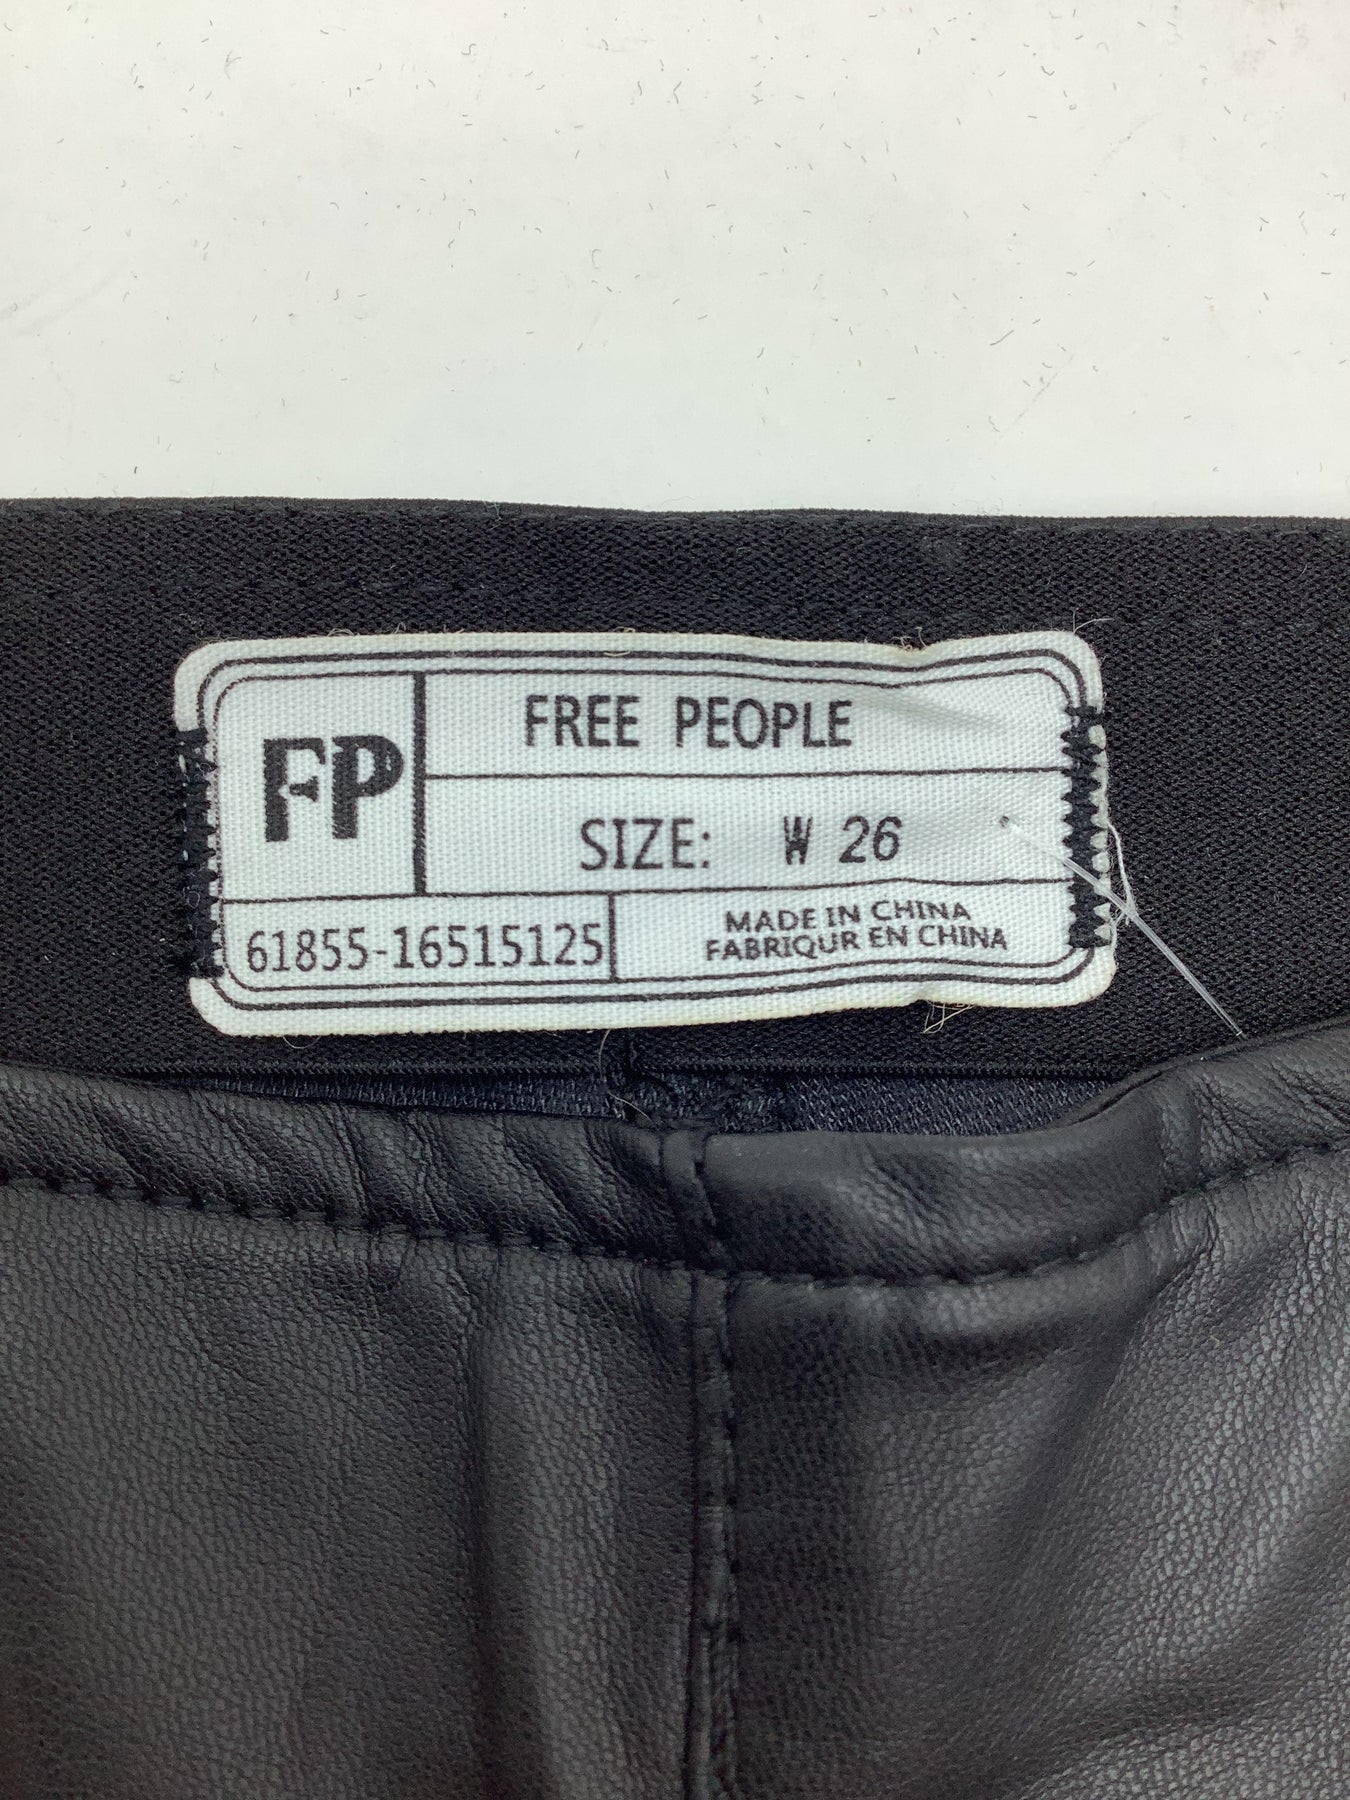 FP
FREE PEOPLE
SIZE: W 26
61855-16515125
MADE IN CHINA
FABRIQUR EN CHINA